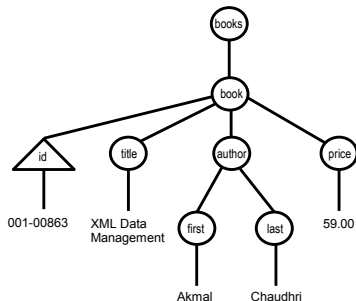 books
book
id
title
author
price
001-00863
XML Data
Management
first
last
59.00
Akmal
Chaudhri